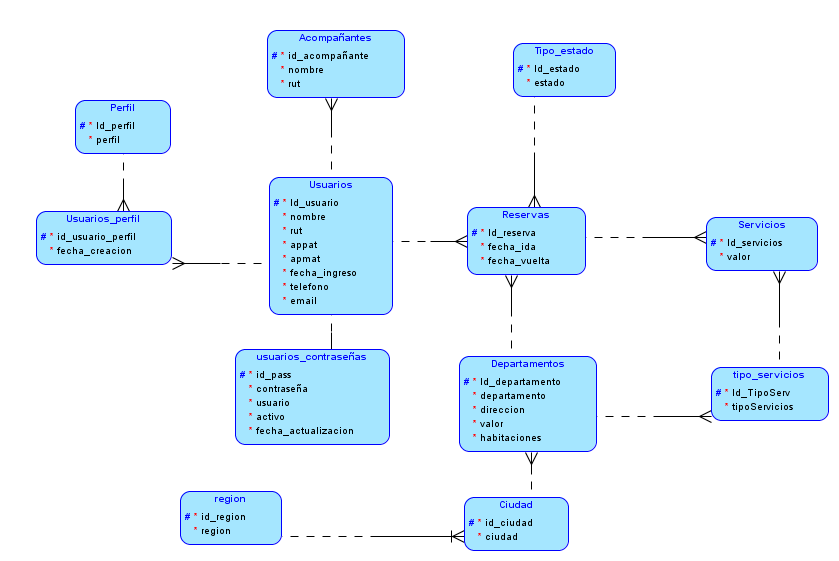 Acompañantes
# * id_acompañante
* nombre
* rut
Tipo_estado
# * Id_estado
* estado
Perfil
# * Id_perfil
* perfil
Usuarios
# * Id_usuario
* nombre
* rut
* appat
* apmat
* fecha_ingreso
* telefono
* email
Usuarios_perfil
# * id_usuario_perfil
* fecha_creacion
Reservas
# * Id_reserva
* fecha_ida
* fecha_vuelta
Servicios
# * Id_servicios
* valor
usuarios_contraseñas
# * id_pass
* contraseña
* usuario
* activo
* fecha_actualizacion
Departamentos
# * Id_departamento
* departamento
* direccion
* valor
* habitaciones
tipo_servicios
# * Id_TipoServ
* tipoServicios
region
# * id_region
* region
Ciudad
# * id_ciudad
* ciudad